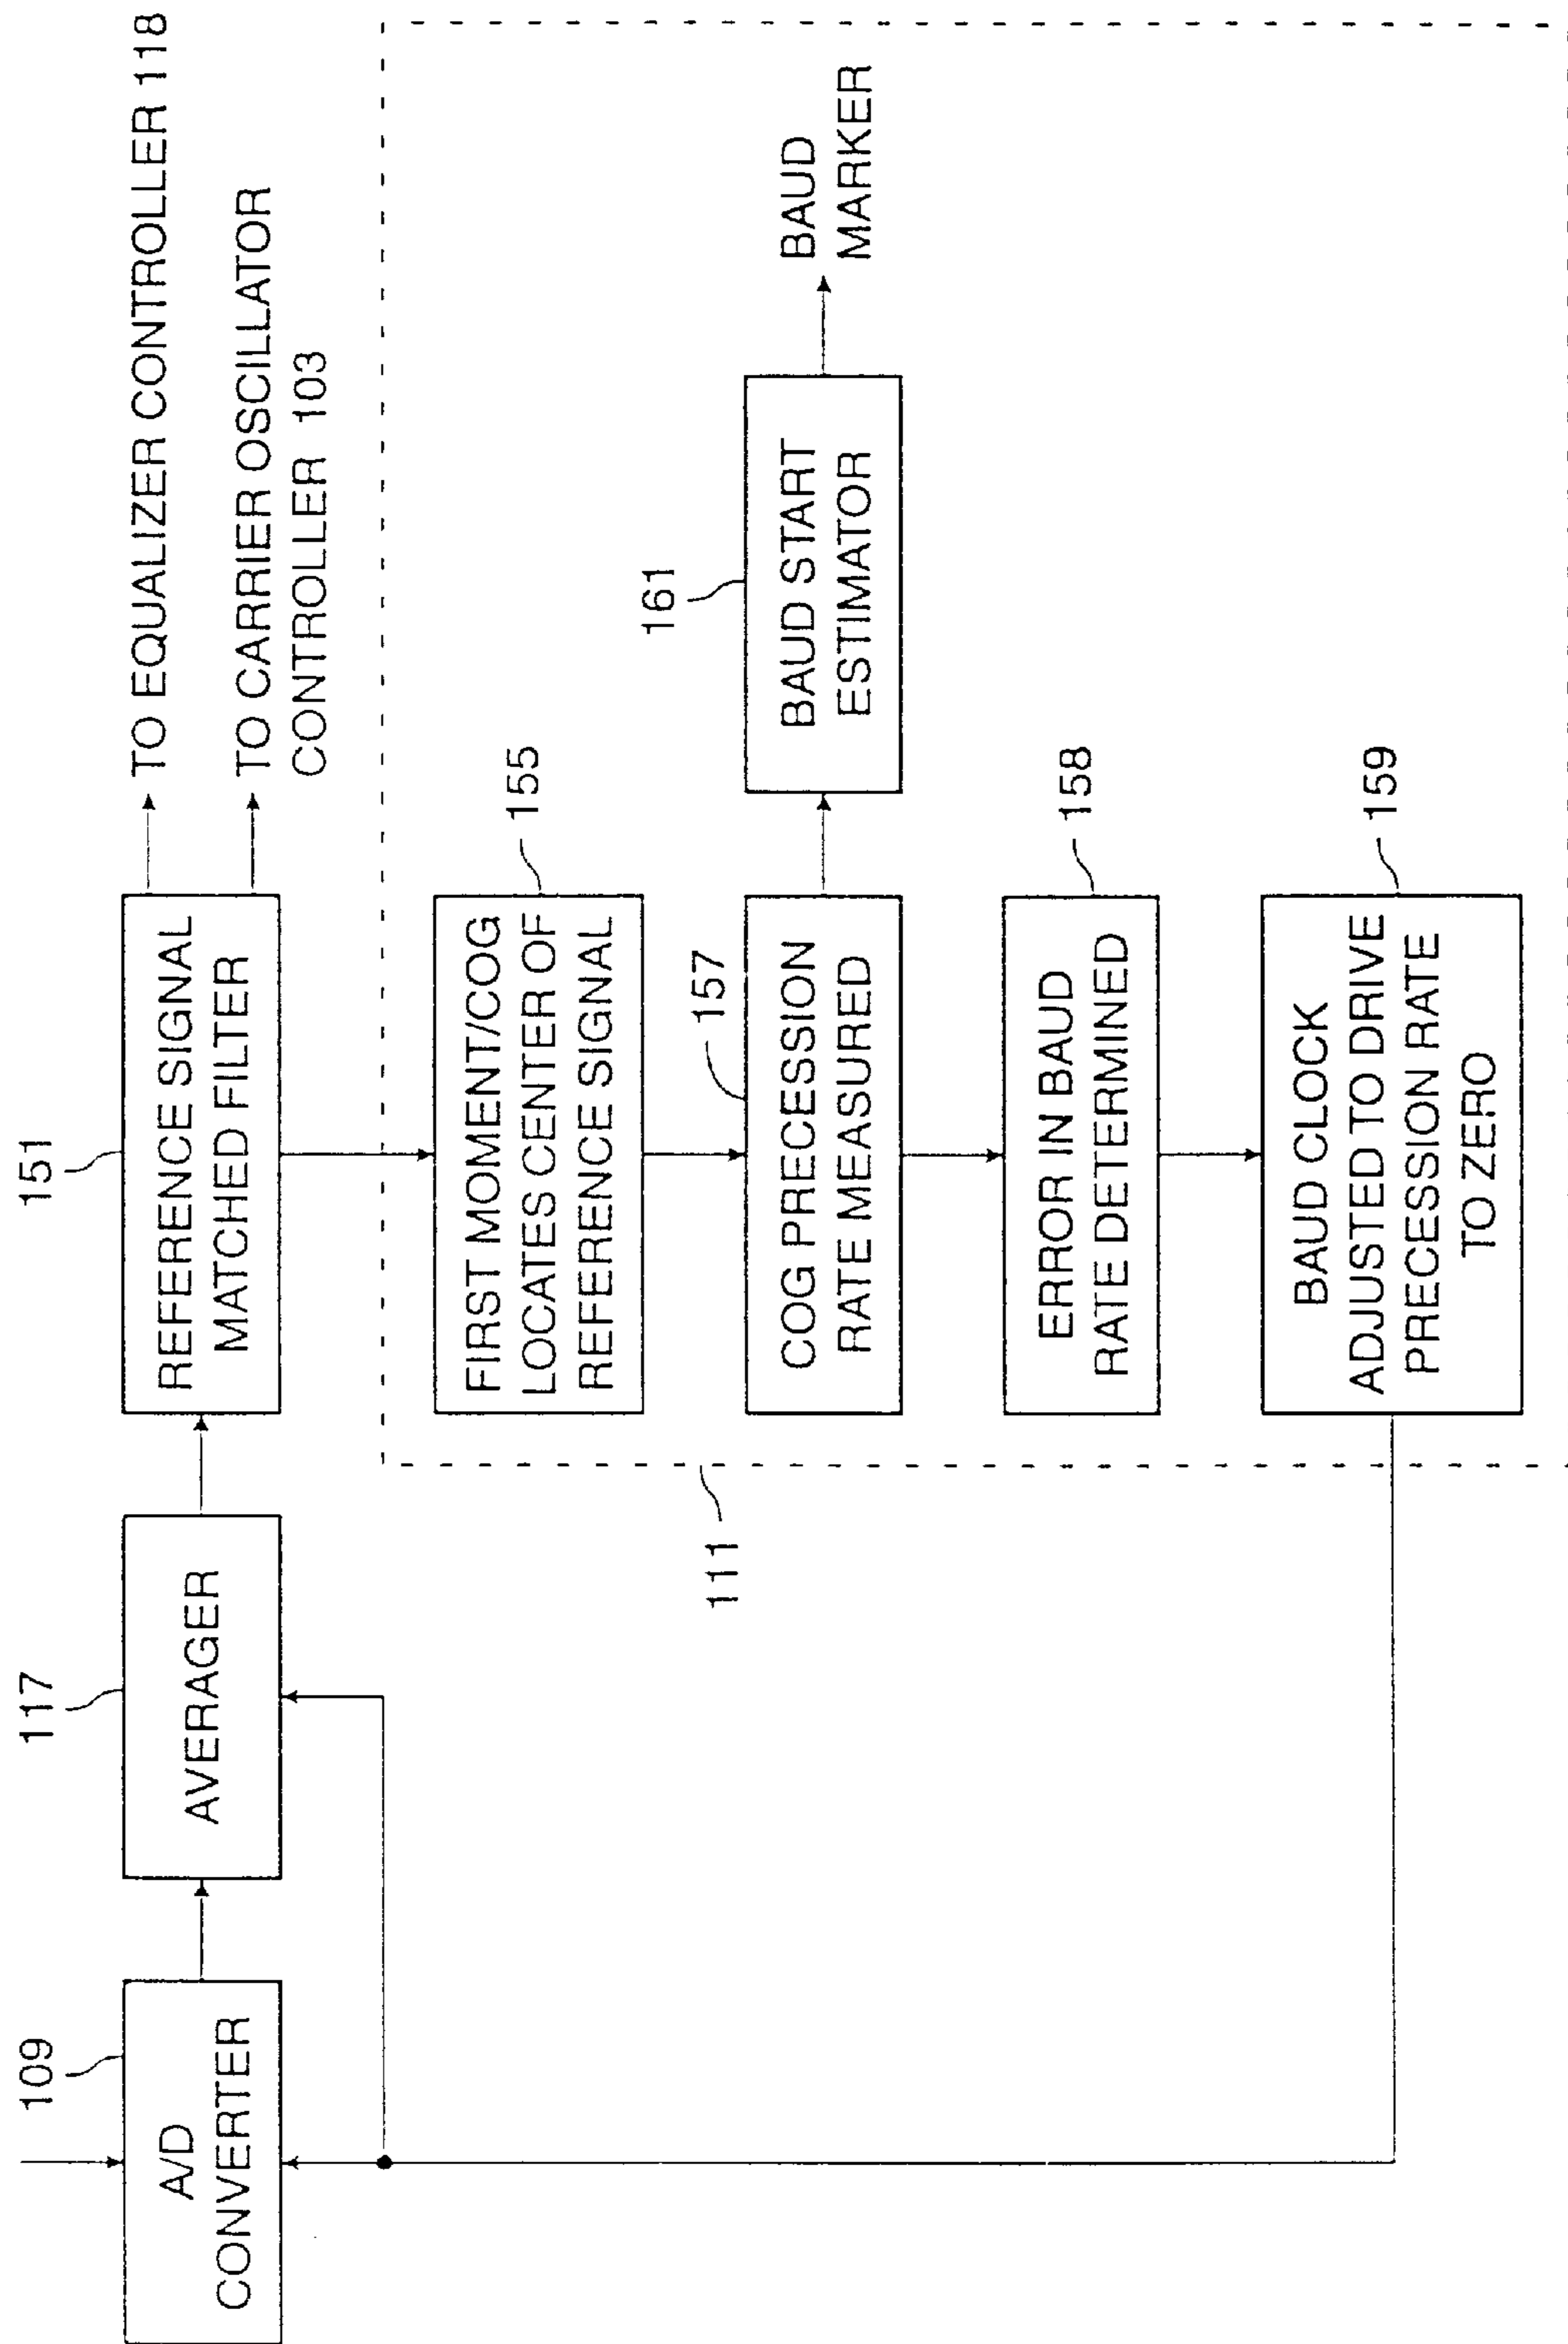 109
A/D
CONVERTER
117
AVERAGER
151
REFERENCE SIGNAL
MATCHED FILTER
TO EQUALIZER CONTROLLER 118
TO CARRIER OSCILLATOR
CONTROLLER 103
111
FIRST MOMENT/COG
LOCATES CENTER OF
REFERENCE SIGNAL
155
157
COG PRECESSION
RATE MEASURED
161
BAUD START
ESTIMATOR
BAUD
MARKER
ERROR IN BAUD
RATE DETERMINED
158
BAUD CLOCK
ADJUSTED TO DRIVE
PRECESSION RATE
TO ZERO
159